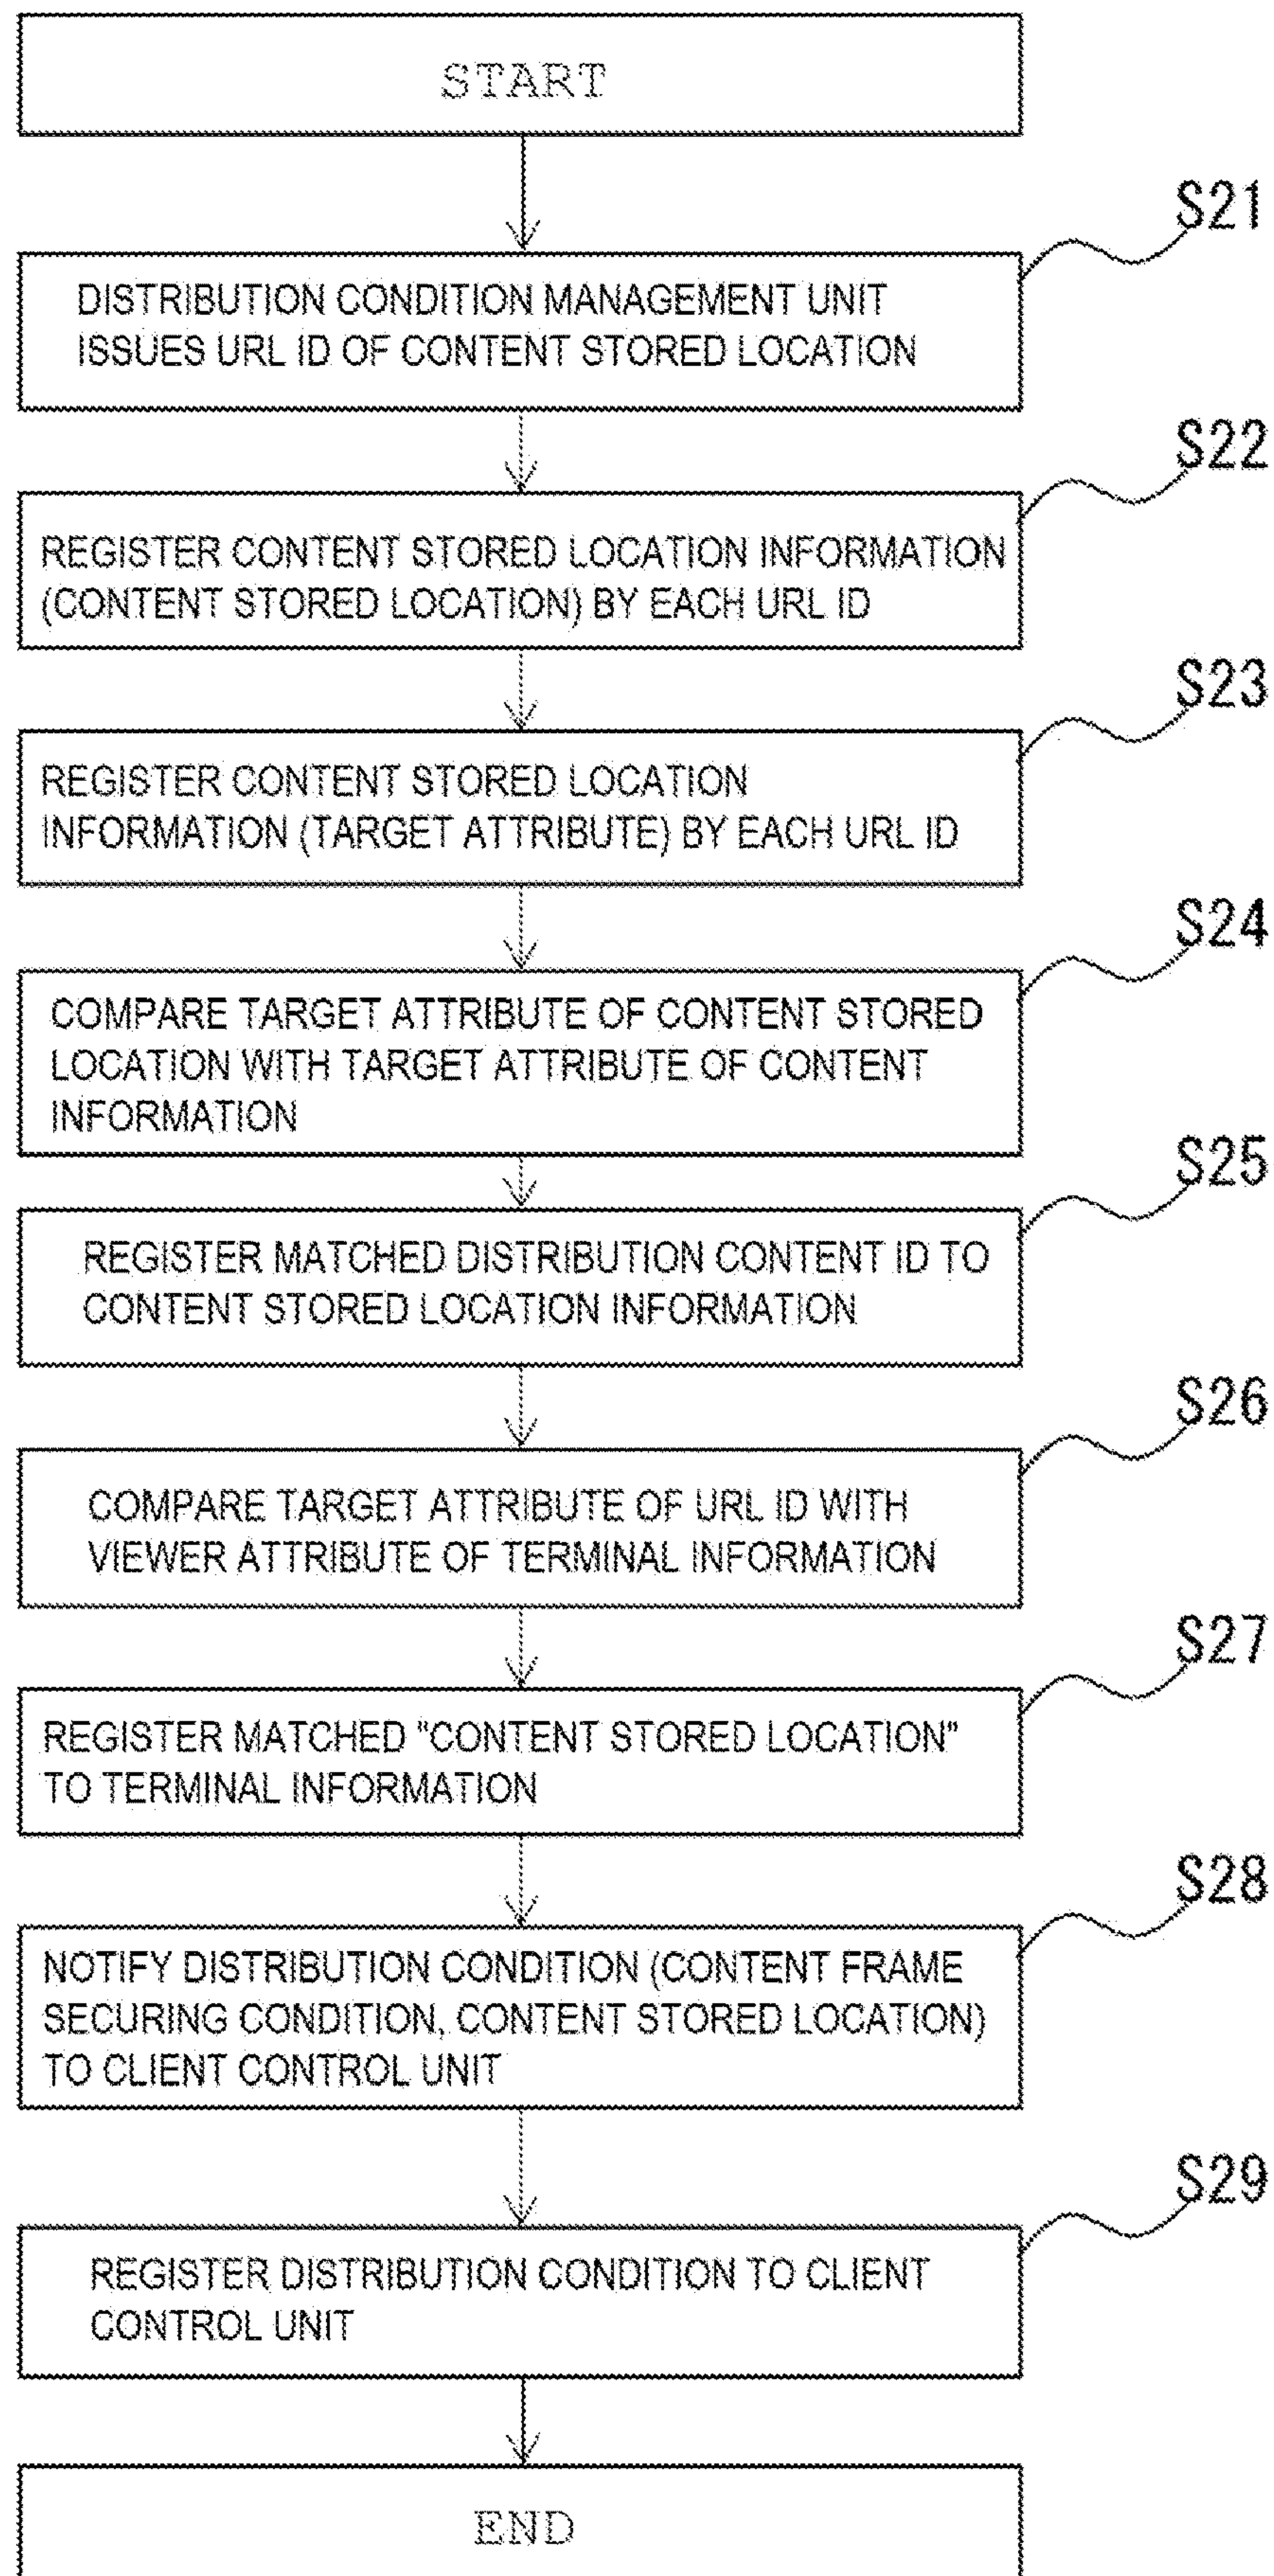 START
S21
DISTRIBUTION CONDITION MANAGEMENT UNIT
ISSUES URL ID OF CONTENT STORED LOCATION
S22
REGISTER CONTENT STORED LOCATION INFORMATION
(CONTENT STORED LOCATION) BY EACH URL ID
S23
REGISTER CONTENT STORED LOCATION
INFORMATION (TARGET ATTRIBUTE) BY EACH URL ID
S24
COMPARE TARGET ATTRIBUTE OF CONTENT STORED
LOCATION WITH TARGET ATTRIBUTE OF CONTENT
INFORMATION
S25
REGISTER MATCHED DISTRIBUTION CONTENT ID TO
CONTENT STORED LOCATION INFORMATION
S26
COMPARE TARGET ATTRIBUTE OF URL ID WITH
VIEWER ATTRIBUTE OF TERMINAL INFORMATION
S27
REGISTER MATCHED "CONTENT STORED LOCATION"
TO TERMINAL INFORMATION
S28
NOTIFY DISTRIBUTION CONDITION (CONTENT FRAME
SECURING CONDITION, CONTENT STORED LOCATION)
TO CLIENT CONTROL UNIT
S29
REGISTER DISTRIBUTION CONDITION TO CLIENT
CONTROL UNIT
END